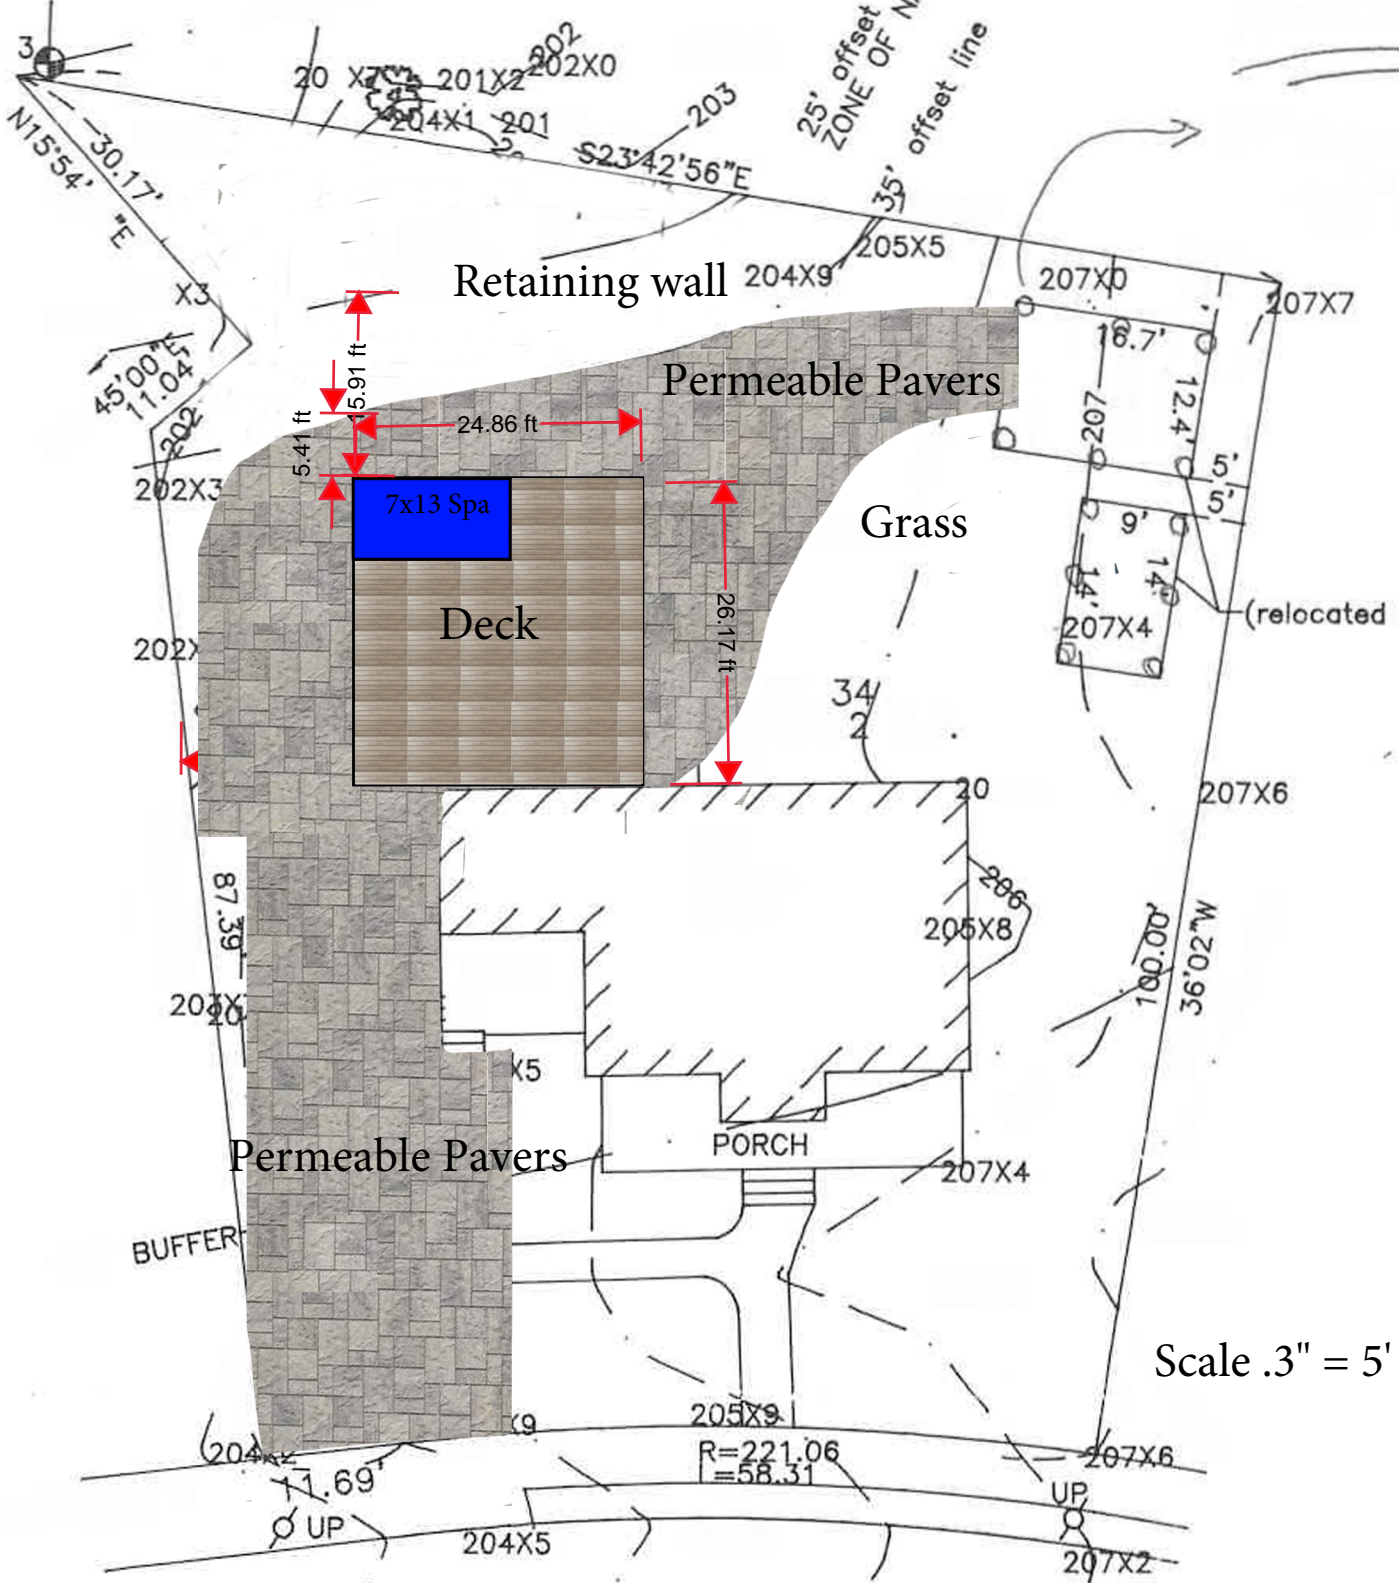 3
20 X7
201X2
202
202X0
204X1
201
203
25' offset
ZONE OF
35' offset line
S23°42'56"E
N15°54'
"E
30.17'
205X5
204X9
207X0
207X7
Retaining wall
X3
45'00"E
11.04'
202
202X3
5.41 ft
5.91 ft
24.86 ft
Permeable Pavers
16.7'
12.4'
207
5'
5'
7x13 Spa
Grass
9'
14'
14'
(relocated
207X4
Deck
26.17 ft
202X
34
2
20
207X6
87.39'
206
205X8
100.00'
36'02"W
203X
20
X5
Permeable Pavers
PORCH
207X4
BUFFER
Scale .3" = 5'
X9
205X9
204X2
R=221.06
=58.31
207X6
11.69'
UP
UP
204X5
207X2